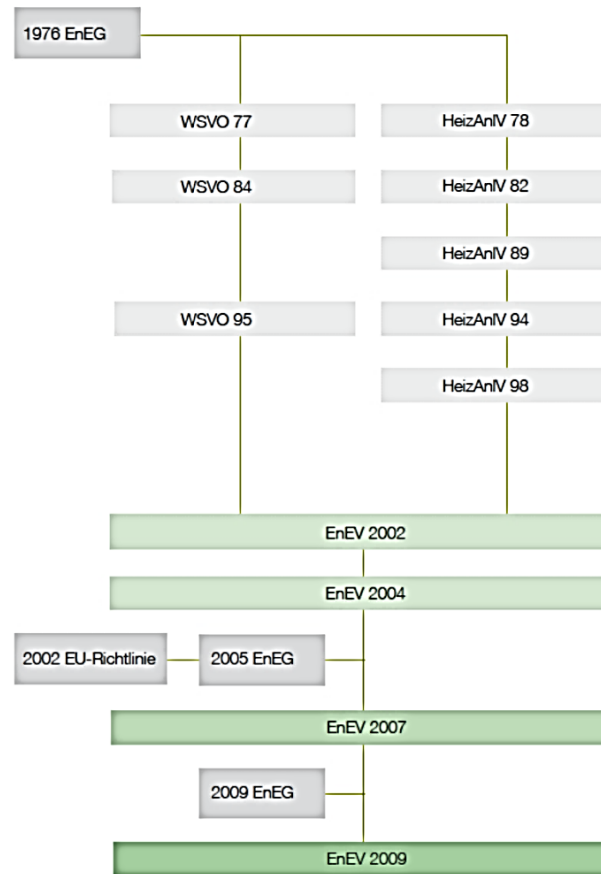 1976 EnEG
WSVO 77
HeizAnlV 78
WSVO 84
HeizAnlV 82
HeizAnlV 89
WSVO 95
HeizAnlV 94
HeizAnlV 98
EnEV 2002
EnEV 2004
2002 EU-Richtlinie
2005 EnEG
EnEV 2007
2009 EnEG
EnEV 2009